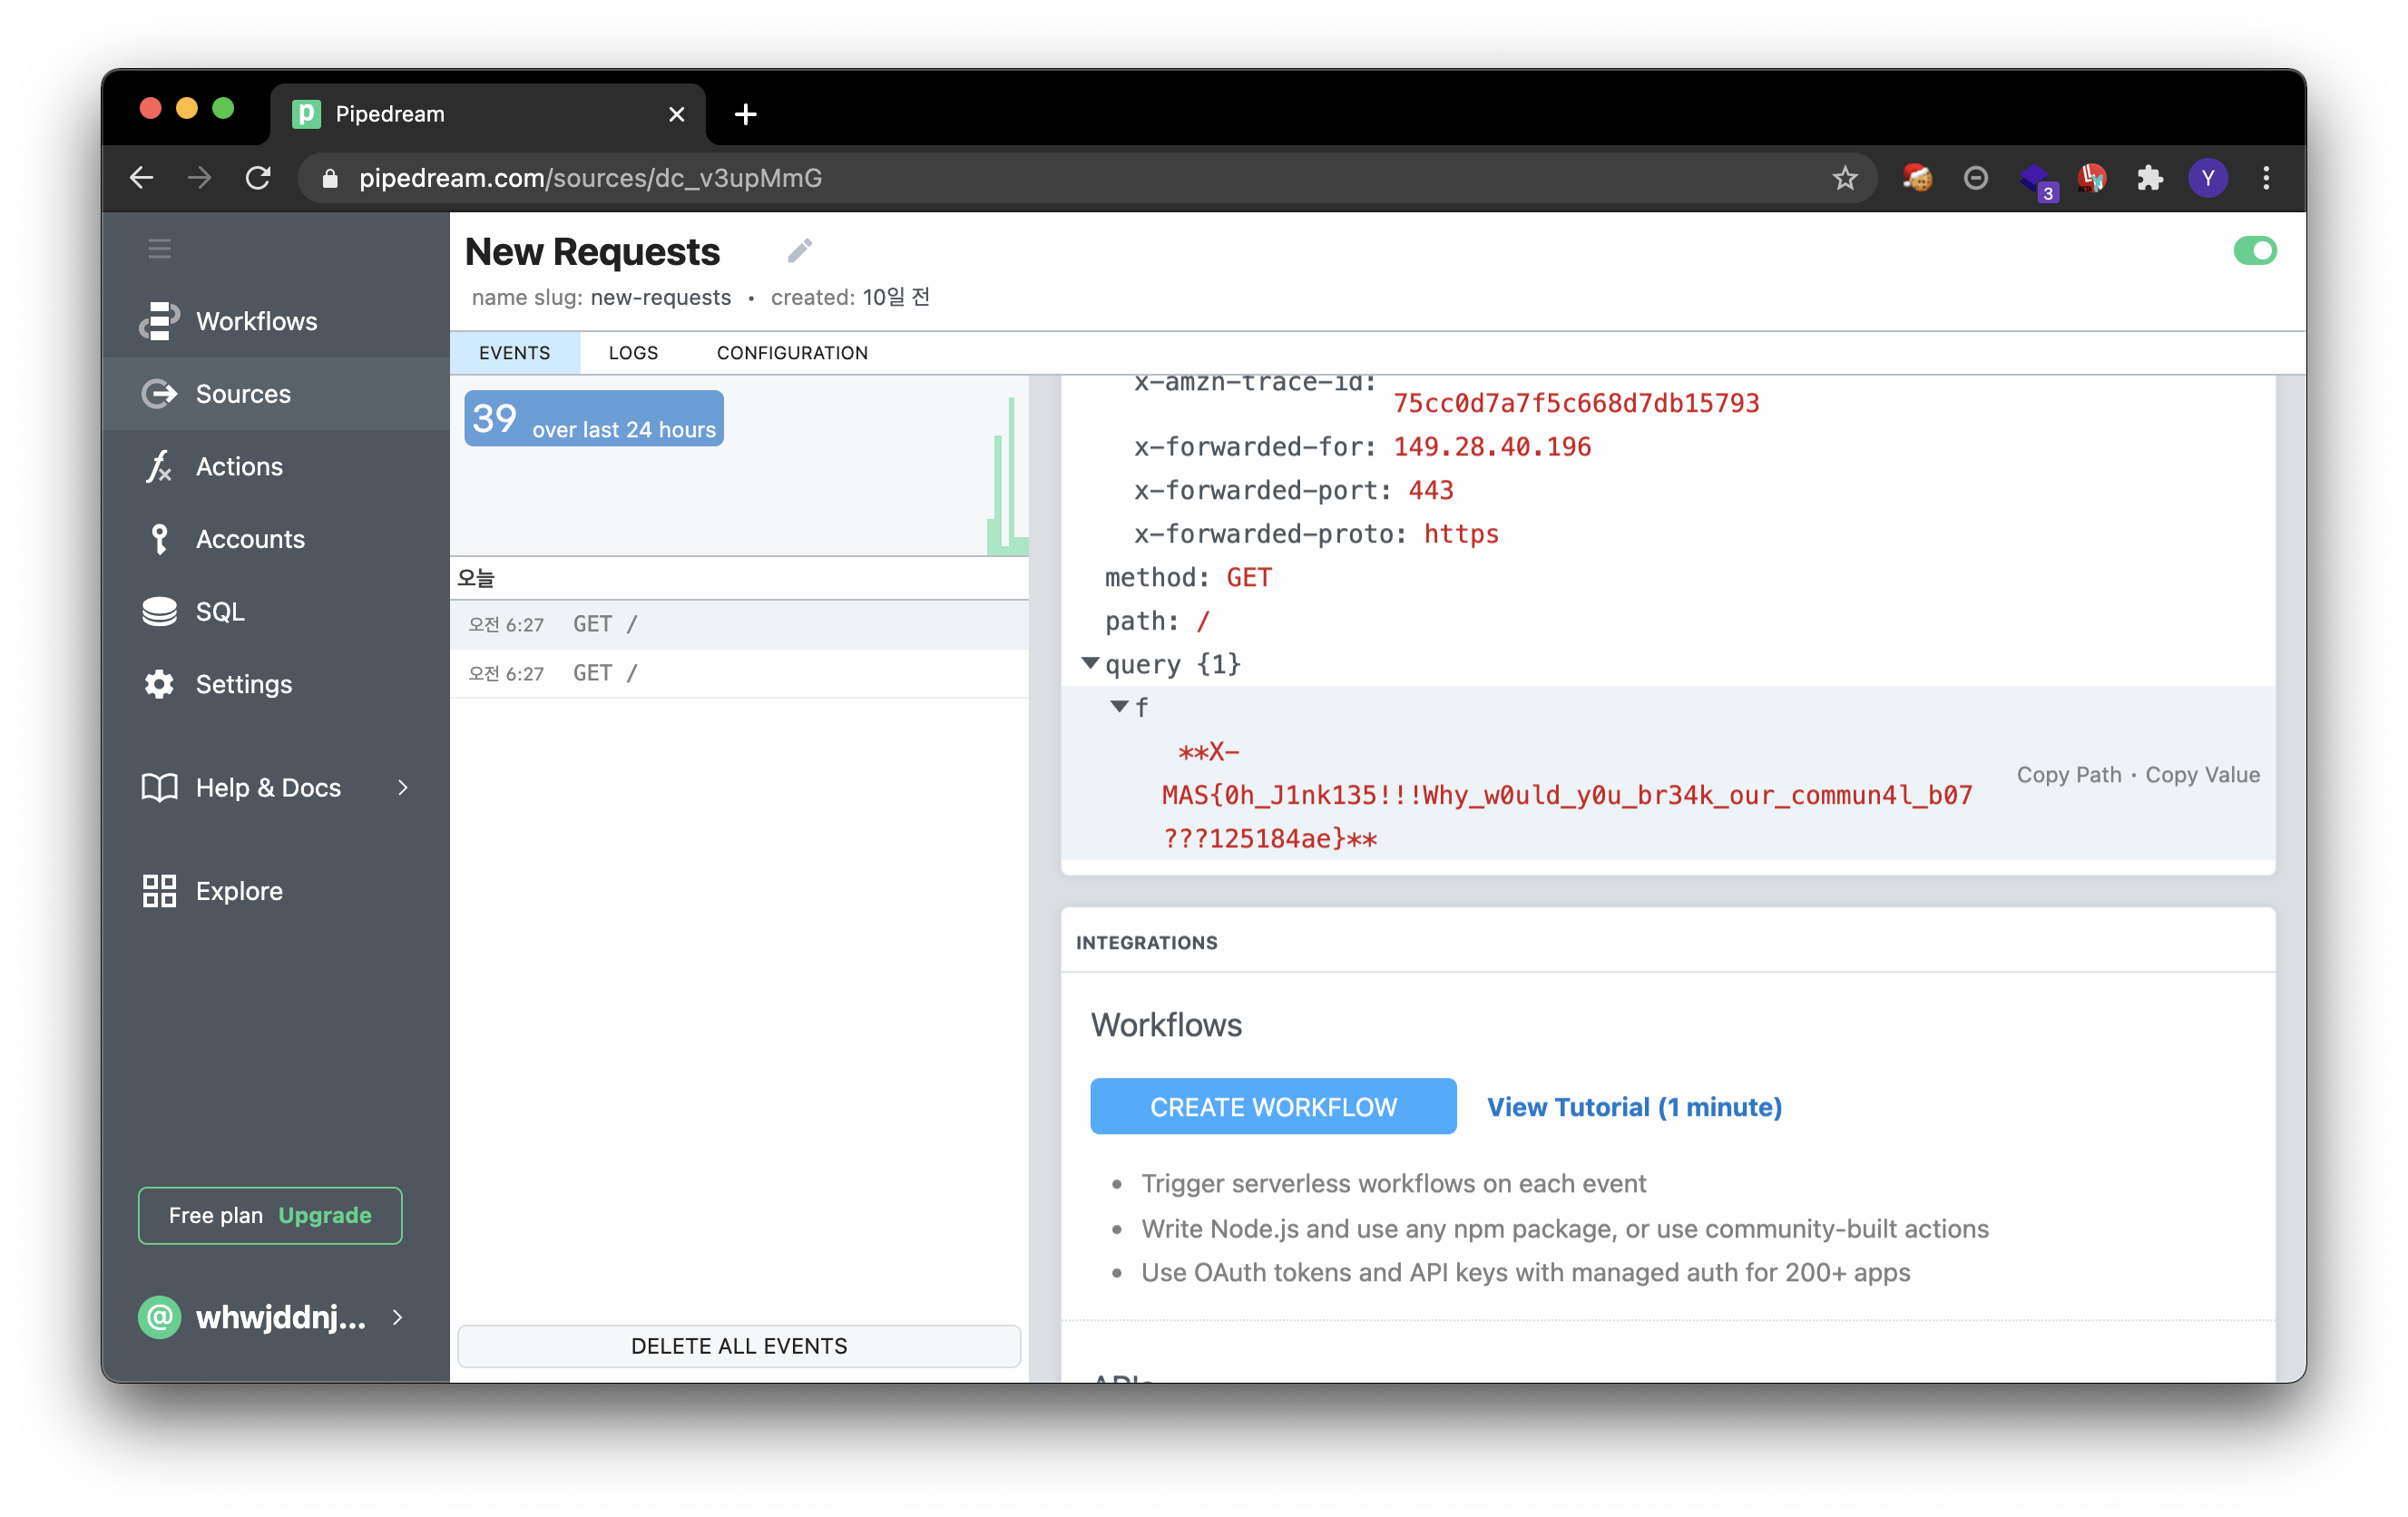 Pipedream
pipedream.com/sources/dc_v3upMmG
3
Y
New Requests
name slug: new-requests • created: 10일 전
Workflows
Sources
Actions
Accounts
SQL
Settings
Help & Docs
Explore
Free plan Upgrade
@ whwjddnj...
EVENTS LOGS CONFIGURATION
39 over last 24 hours
오늘
오전 6:27 GET /
오전 6:27 GET /
DELETE ALL EVENTS
x-amzn-trace-id:
75cc0d7a7f5c668d7db15793
x-forwarded-for: 149.28.40.196
x-forwarded-port: 443
x-forwarded-proto: https
method: GET
path: /
query {1}
f
**X-
MAS{0h_J1nk135!!!Why_w0uld_y0u_br34k_our_commun4l_b07
???125184ae}**
Copy Path • Copy Value
INTEGRATIONS
Workflows
CREATE WORKFLOW View Tutorial (1 minute)
• Trigger serverless workflows on each event
• Write Node.js and use any npm package, or use community-built actions
• Use OAuth tokens and API keys with managed auth for 200+ apps